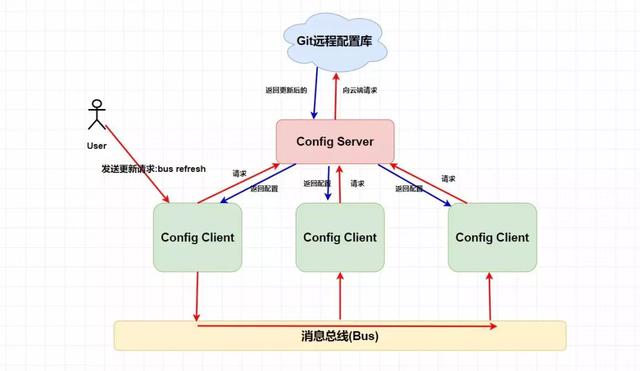 Git远程配置库
返回更新后的
向云端请求
User
Config Server
发送更新请求:bus refresh
请求
返回配置
返回配置
请求
返回配置
请求
Config Client
Config Client
Config Client
消息总线(Bus)